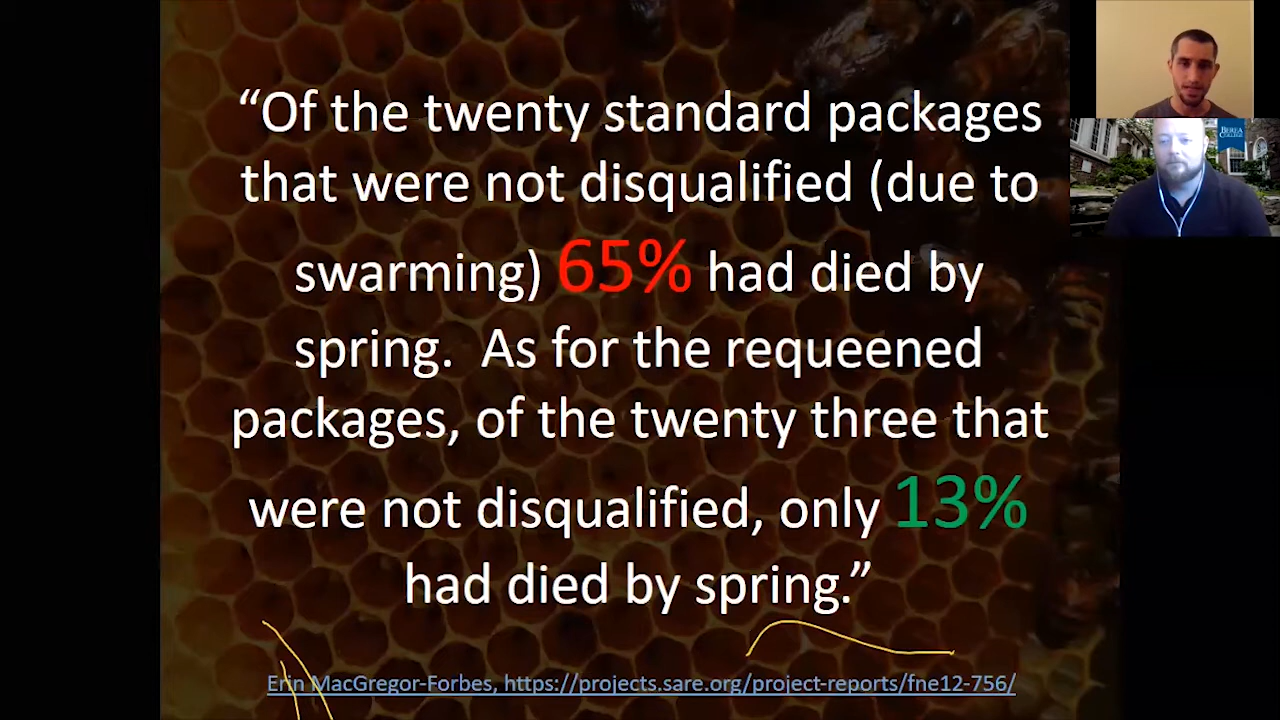 “Of the twenty standard packages
that were not disqualified (due to
swarming) 65% had died by
spring.  As for the requeened
packages, of the twenty three that
were not disqualified, only 13%
had died by spring.”
Erin MacGregor-Forbes, https://projects.sare.org/project-reports/fne12-756/
BEREA
COLLEGE